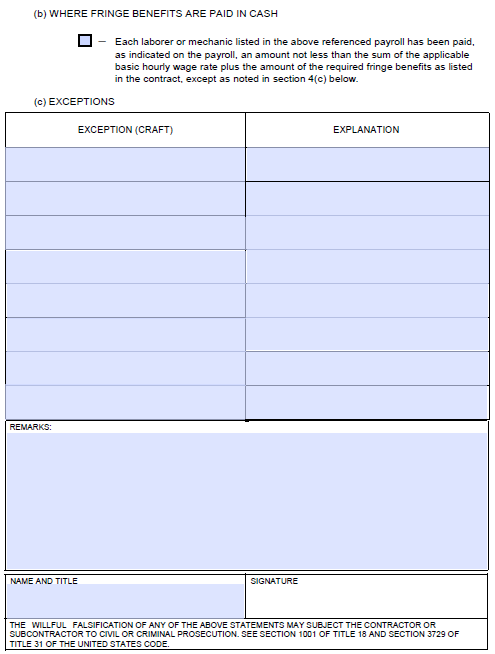 (b) WHERE FRINGE BENEFITS ARE PAID IN CASH
— Each laborer or mechanic listed in the above referenced payroll has been paid,
as indicated on the payroll, an amount not less than the sum of the applicable
basic hourly wage rate plus the amount of the required fringe benefits as listed
in the contract, except as noted in section 4(c) below.
(c) EXCEPTIONS
EXCEPTION (CRAFT) EXPLANATION
REMARKS:
NAME AND TITLE SIGNATURE
THE WILLFUL FALSIFICATION OF ANY OF THE ABOVE STATEMENTS MAY SUBJECT THE CONTRACTOR OR
SUBCONTRACTOR TO CIVIL OR CRIMINAL PROSECUTION. SEE SECTION 1001 OF TITLE 18 AND SECTION 3729 OF
TITLE 31 OF THE UNITED STATES CODE.